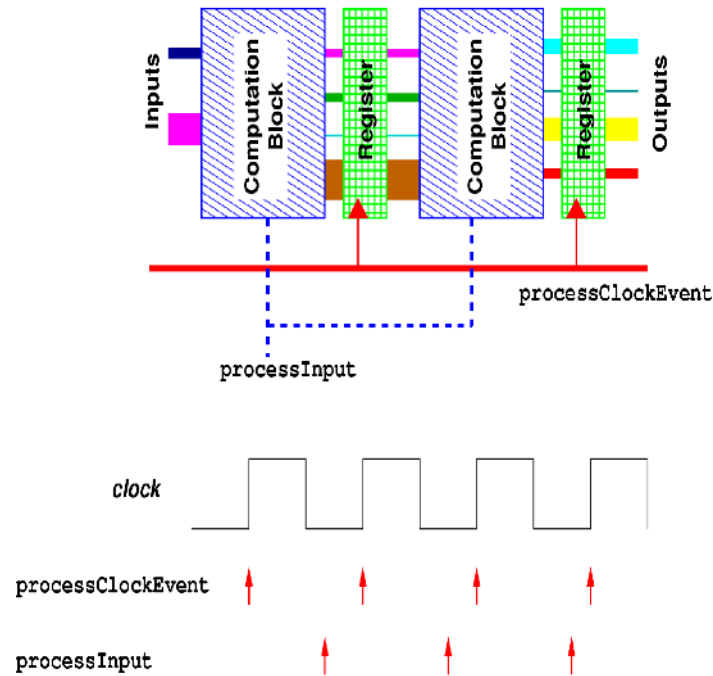 Inputs
Computation
Block
Register
Computation
Block
Register
Outputs
processClockEvent
processInput
clock
processClockEvent
processInput